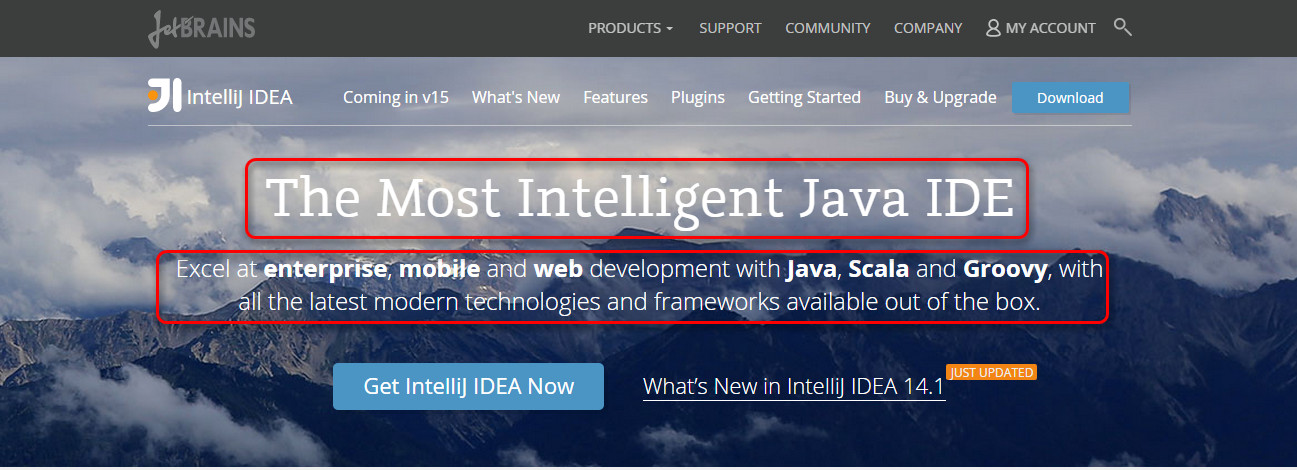 JetBRAINS
PRODUCTS SUPPORT COMMUNITY COMPANY MY ACCOUNT
IntelliJ IDEA Coming in v15 What's New Features Plugins Getting Started Buy & Upgrade Download
The Most Intelligent Java IDE
Excel at enterprise, mobile and web development with Java, Scala and Groovy, with
all the latest modern technologies and frameworks available out of the box.
Get IntelliJ IDEA Now What’s New in IntelliJ IDEA 14.1 JUST UPDATED